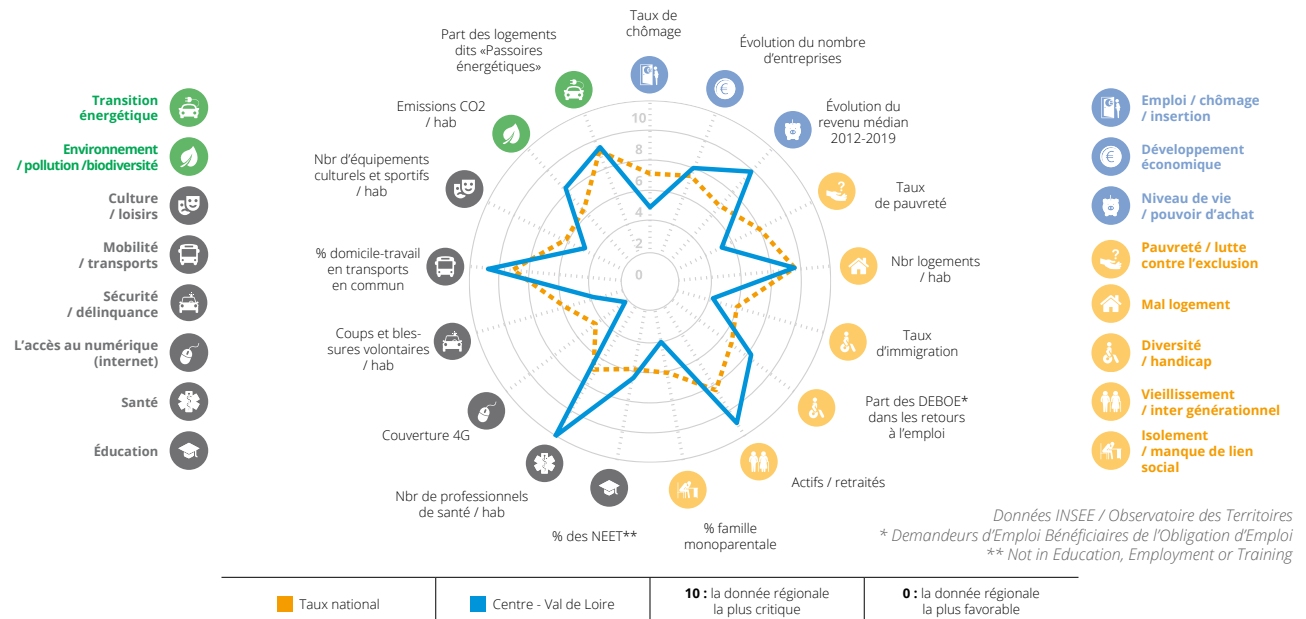 Taux de
chômage
Évolution du nombre
d'entreprises
Évolution du
revenu médian
2012-2019
Taux
de pauvreté
Nbr logements
/ hab
Taux
d'immigration
Part des DEBOE*
dans les retours
à l'emploi
Actifs / retraités
% famille
monoparentale
% des NEET**
Nbr de professionnels
de santé / hab
Couverture 4G
Coups et bles-
sures volontaires
/ hab
% domicile-travail
en transports
en commun
Nbr d'équipements
culturels et sportifs
/ hab
Emissions CO2
/ hab
Part des logements
dits «Passoires
énergétiques»
10
8
6
4
2
0
Transition
énergétique
Environnement
/ pollution /biodiversité
Culture
/ loisirs
Mobilité
/ transports
Sécurité
/ délinquance
L'accès au numérique
(internet)
Santé
Éducation
Emploi / chômage
/ insertion
Développement
économique
Niveau de vie
/ pouvoir d'achat
Pauvreté / lutte
contre l'exclusion
Mal logement
Diversité
/ handicap
Vieillissement
/ inter générationnel
Isolement
/ manque de lien
social
Données INSEE / Observatoire des Territoires
* Demandeurs d'Emploi Bénéficiaires de l'Obligation d'Emploi
** Not in Education, Employment or Training
Taux national
Centre - Val de Loire
10 : la donnée régionale
la plus critique
0 : la donnée régionale
la plus favorable